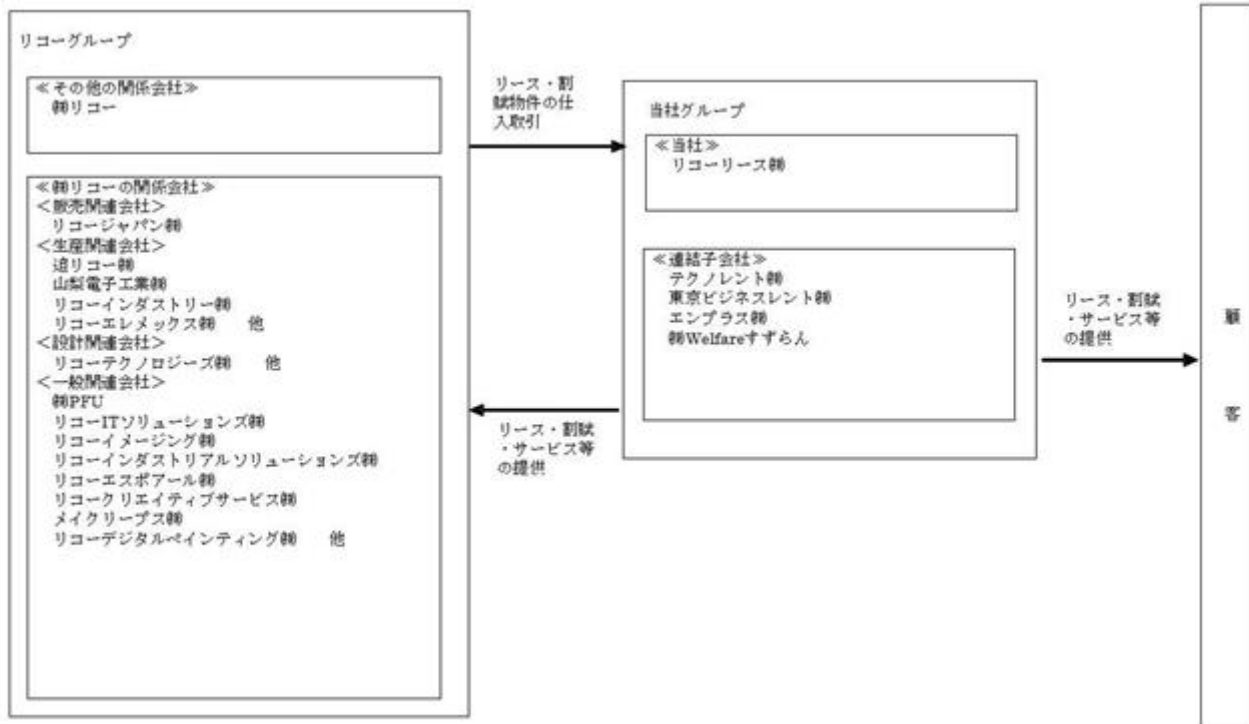 リコーグループ
≪その他の関係会社≫
㈱リコー
≪㈱リコーの関係会社≫
＜販売関連会社＞
リコージャパン㈱
＜生産関連会社＞
迫リコー㈱
山梨電子工業㈱
リコーインダストリー㈱
リコーエレメックス㈱　他
＜設計関連会社＞
リコーテクノロジーズ㈱　他
＜一般関連会社＞
㈱PFU
リコーITソリューションズ㈱
リコーイメージング㈱
リコーインダストリアルソリューションズ㈱
リコーエスポアール㈱
リコークリエイティブサービス㈱
メイクリープス㈱
リコーデジタルペインティング㈱　他
リース・割
賦物件の仕
入取引
リース・割賦
・サービス等
の提供
当社グループ
≪当社≫
リコーリース㈱
≪連結子会社≫
テクノレント㈱
東京ビジネスレント㈱
エンプラス㈱
㈱Welfareすずらん
リース・割賦
・サービス等
の提供
顧
客